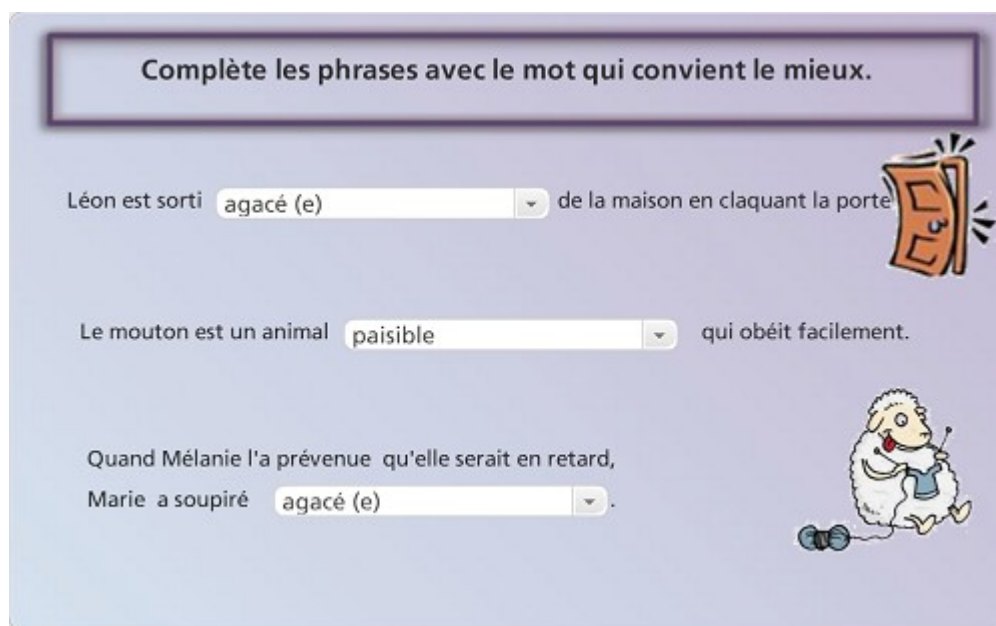 Complète les phrases avec le mot qui convient le mieux.
Léon est sorti agacé (e) de la maison en claquant la porte
Le mouton est un animal paisible qui obéit facilement.
Quand Mélanie l'a prévenue qu'elle serait en retard,
Marie a soupiré agacé (e) .